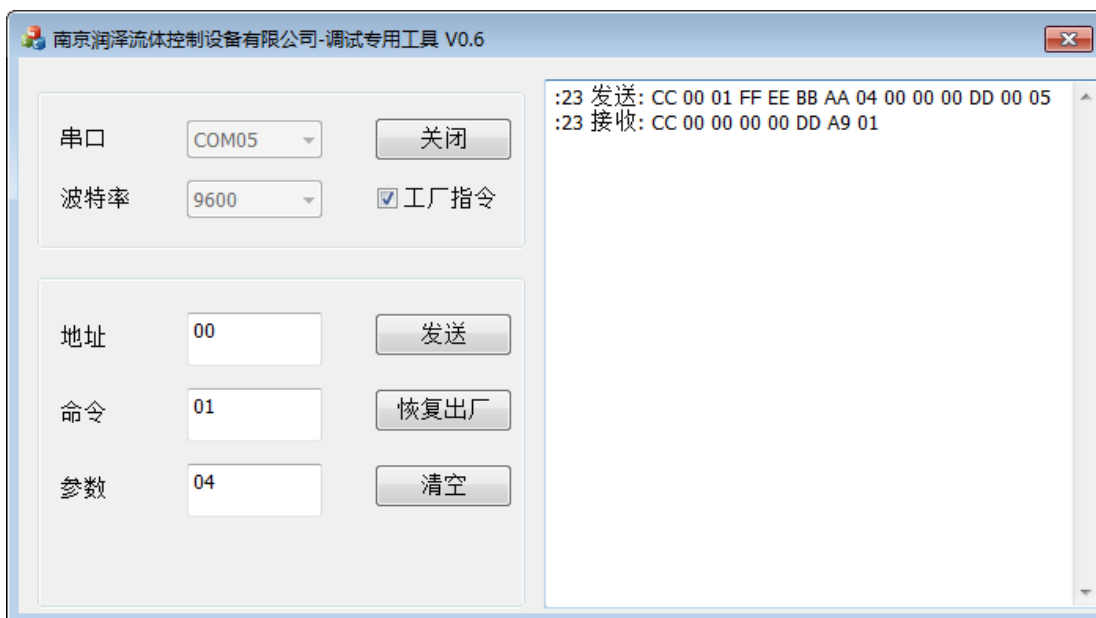 南京润泽流体控制设备有限公司-调试专用工具 V0.6
串口
COM05
关闭
波特率
9600
工厂指令
地址
00
发送
命令
01
恢复出厂
参数
04
清空
:23 发送: CC 00 01 FF EE BB AA 04 00 00 00 DD 00 05
:23 接收: CC 00 00 00 00 DD A9 01